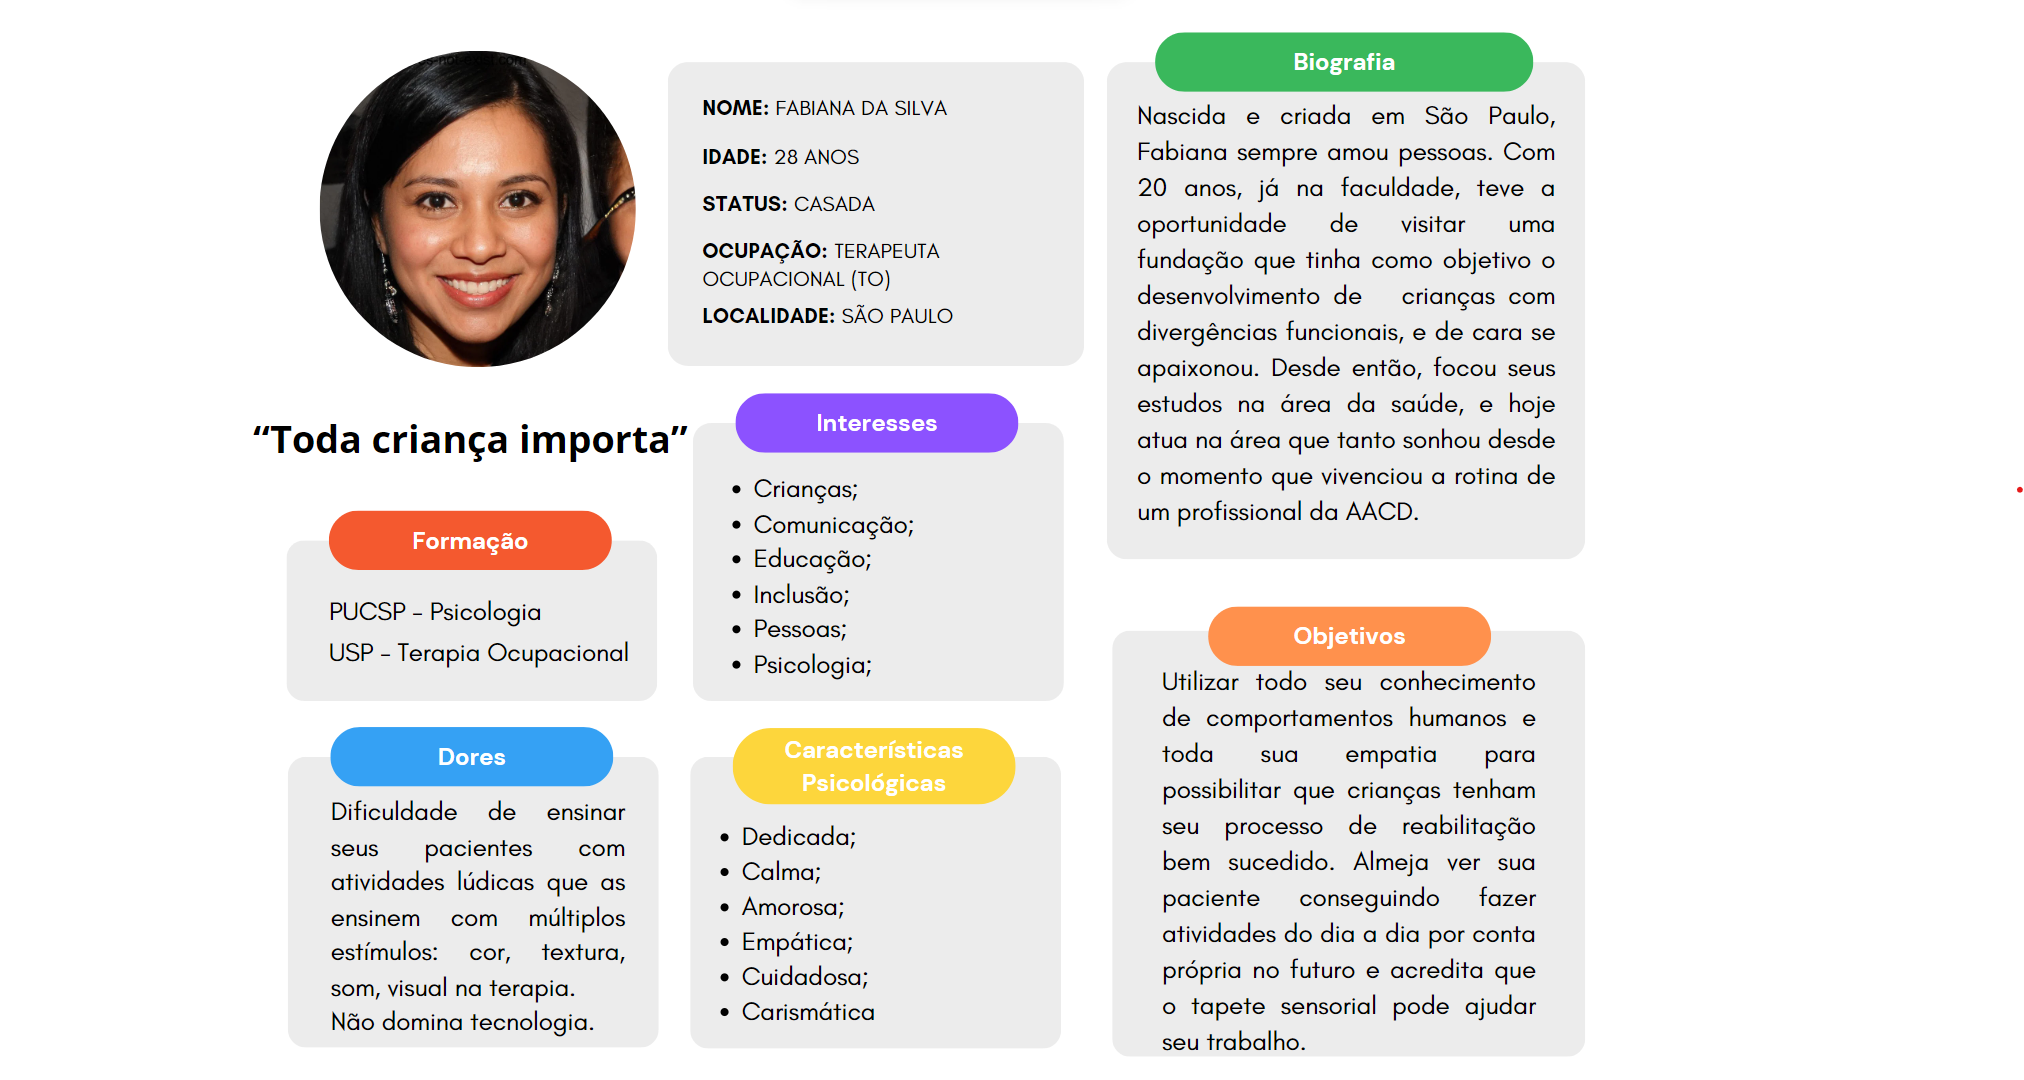 s-not-exist.com
NOME: FABIANA DA SILVA
IDADE: 28 ANOS
STATUS: CASADA
OCUPAÇÃO: TERAPEUTA
OCUPACIONAL (TO)
LOCALIDADE: SÃO PAULO
“Toda criança importa”
Formação
PUCSP - Psicologia
USP - Terapia Ocupacional
Dores
Dificuldade de ensinar
seus pacientes com
atividades lúdicas que as
ensinem com múltiplos
estímulos: cor, textura,
som, visual na terapia.
Não domina tecnologia.
Interesses
• Crianças;
• Comunicação;
• Educação;
• Inclusão;
• Pessoas;
• Psicologia;
Características
Psicológicas
• Dedicada;
• Calma;
• Amorosa;
• Empática;
• Cuidadosa;
• Carismática
Biografia
Nascida e criada em São Paulo,
Fabiana sempre amou pessoas. Com
20 anos, já na faculdade, teve a
oportunidade de visitar uma
fundação que tinha como objetivo o
desenvolvimento de crianças com
divergências funcionais, e de cara se
apaixonou. Desde então, focou seus
estudos na área da saúde, e hoje
atua na área que tanto sonhou desde
o momento que vivenciou a rotina de
um profissional da AACD.
Objetivos
Utilizar todo seu conhecimento
de comportamentos humanos e
toda sua empatia para
possibilitar que crianças tenham
seu processo de reabilitação
bem sucedido. Almeja ver sua
paciente conseguindo fazer
atividades do dia a dia por conta
própria no futuro e acredita que
o tapete sensorial pode ajudar
seu trabalho.